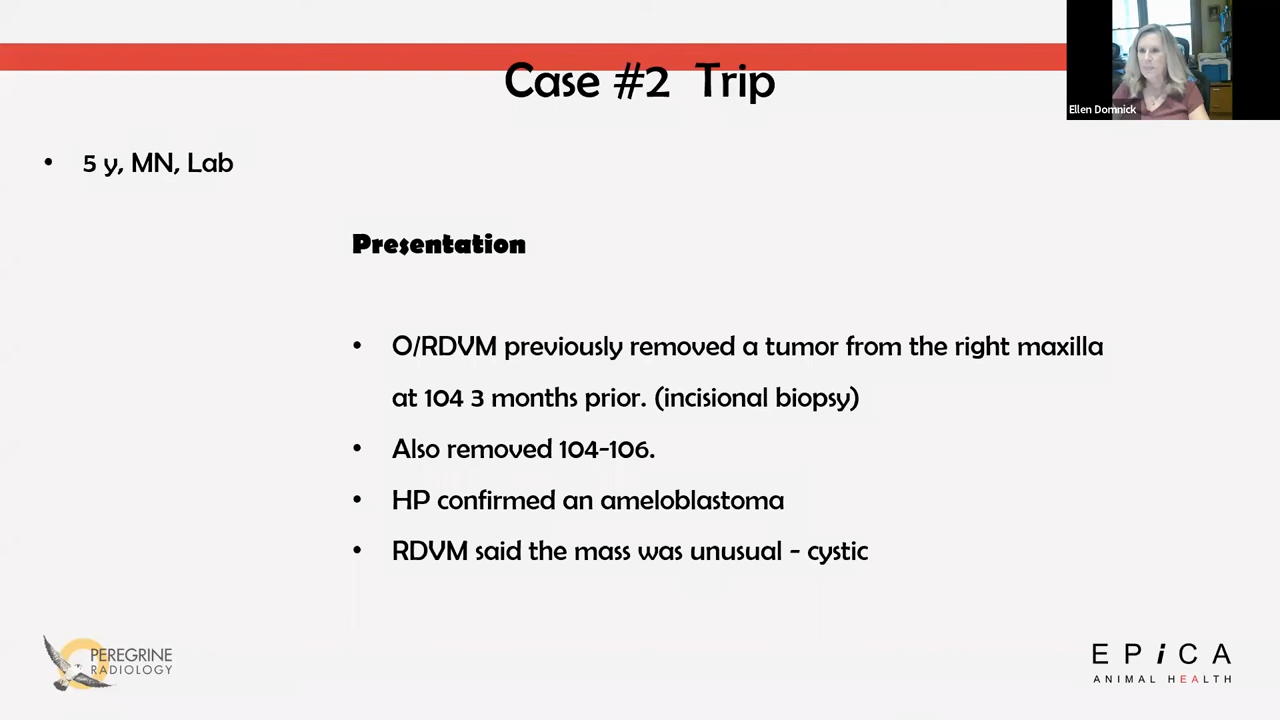 Case #2 Trip
Ellen Domnick
• 5 y, MN, Lab
Presentation
• O/RDVM previously removed a tumor from the right maxilla
at 104 3 months prior. (incisional biopsy)
• Also removed 104-106.
• HP confirmed an ameloblastoma
• RDVM said the mass was unusual - cystic
PEREGRINE
RADIOLOGY
EPiCA
ANIMAL HEALTH